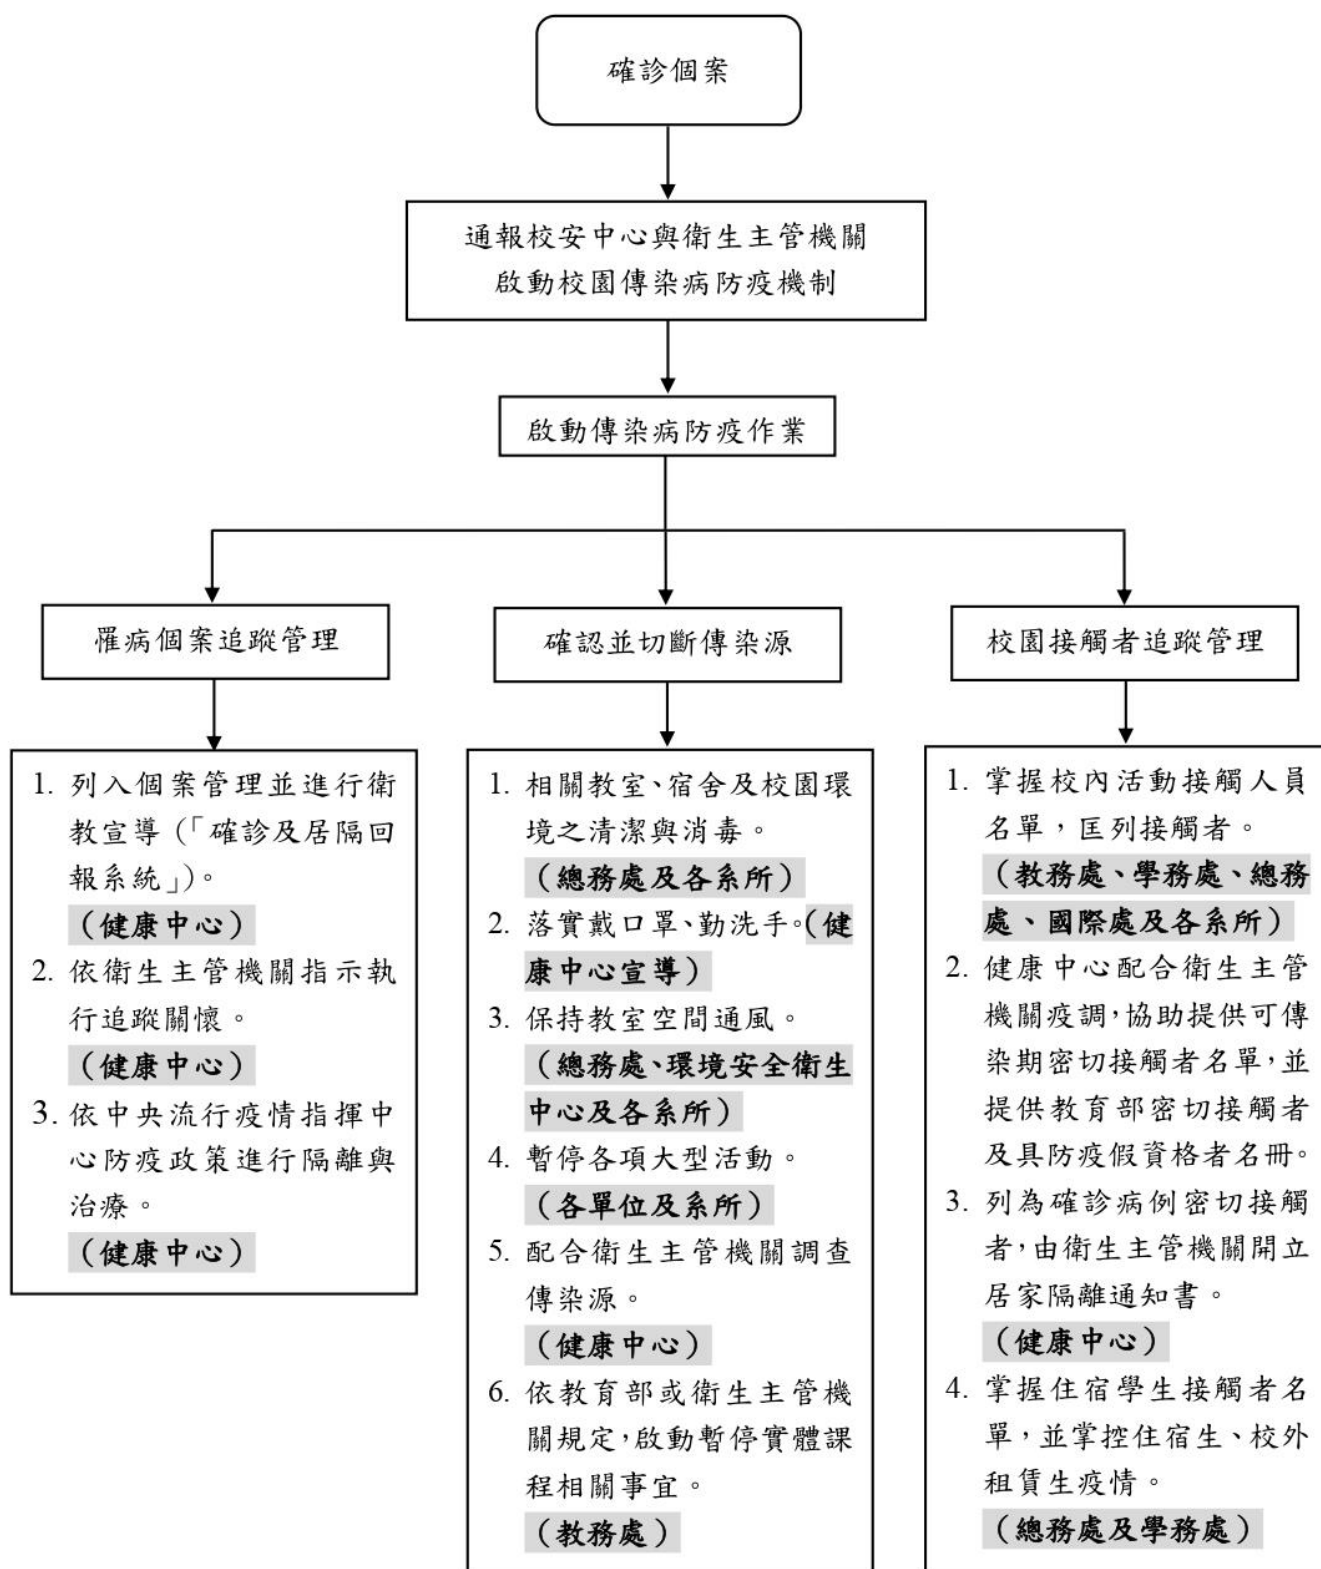 確診個案
通報校安中心與衛生主管機關
啟動校園傳染病防疫機制
啟動傳染病防疫作業
罹病個案追蹤管理
1. 列入個案管理並進行衛
教宣導（「確診及居隔回
報系統」）。
（健康中心）
2. 依衛生主管機關指示執
行追蹤關懷。
（健康中心）
3. 依中央流行疫情指揮中
心防疫政策進行隔離與
治療。
（健康中心）
確認並切斷傳染源
1. 相關教室、宿舍及校園環
境之清潔與消毒。
（總務處及各系所）
2. 落實戴口罩、勤洗手。（健
康中心宣導）
3. 保持教室空間通風。
（總務處、環境安全衛生
中心及各系所）
4. 暫停各項大型活動。
（各單位及系所）
5. 配合衛生主管機關調查
傳染源。
（健康中心）
6. 依教育部或衛生主管機
關規定，啟動暫停實體課
程相關事宜。
（教務處）
校園接觸者追蹤管理
1. 掌握校內活動接觸人員
名單，匡列接觸者。
（教務處、學務處、總務
處、國際處及各系所）
2. 健康中心配合衛生主管
機關疫調，協助提供可傳
染期密切接觸者名單，並
提供教育部密切接觸者
及具防疫假資格者名冊。
3. 列為確診病例密切接觸
者，由衛生主管機關開立
居家隔離通知書。
（健康中心）
4. 掌握住宿學生接觸者名
單，並掌控住宿生、校外
租賃生疫情。
（總務處及學務處）